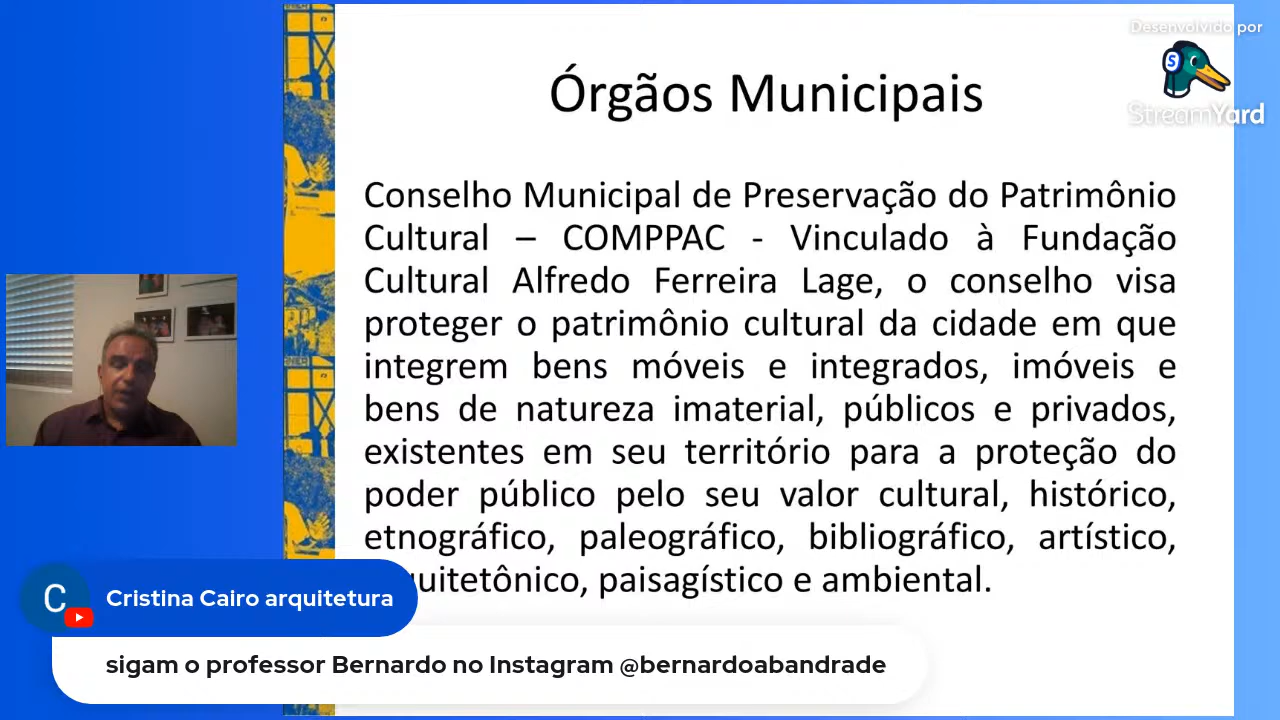 Desenvolvido por
StreamYard
Órgãos Municipais
Conselho Municipal de Preservação do Patrimônio
Cultural – COMPPAC - Vinculado à Fundação
Cultural Alfredo Ferreira Lage, o conselho visa
proteger o patrimônio cultural da cidade em que
integrem bens móveis e integrados, imóveis e
bens de natureza imaterial, públicos e privados,
existentes em seu território para a proteção do
poder público pelo seu valor cultural, histórico,
etnográfico, paleográfico, bibliográfico, artístico,
paisagístico e ambiental.
C
Cristina Cairo arquitetura
sigam o professor Bernardo no Instagram @bernardoabandrade